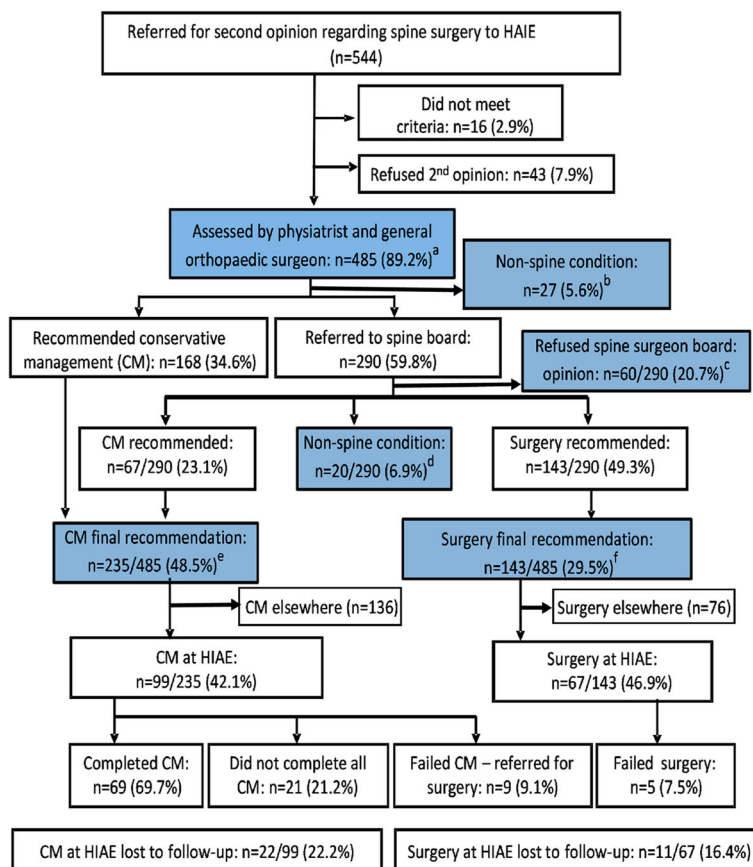 Referred for second opinion regarding spine surgery to HAIE
(n=544)
Did not meet
criteria: n=16 (2.9%)
Refused 2nd opinion: n=43 (7.9%)
Assessed by physiatrist and general
orthopaedic surgeon: n=485 (89.2%)a
Non-spine condition:
n=27 (5.6%)b
Recommended conservative
management (CM): n=168 (34.6%)
Referred to spine board:
n=290 (59.8%)
Refused spine surgeon board:
opinion: n=60/290 (20.7%)c
CM recommended:
n=67/290 (23.1%)
Non-spine condition:
n=20/290 (6.9%)d
Surgery recommended:
n=143/290 (49.3%)
CM final recommendation:
n=235/485 (48.5%)e
Surgery final recommendation:
n=143/485 (29.5%)f
CM elsewhere (n=136)
Surgery elsewhere (n=76)
CM at HIAE:
n=99/235 (42.1%)
Surgery at HIAE:
n=67/143 (46.9%)
Completed CM:
n=69 (69.7%)
Did not complete all
CM: n=21 (21.2%)
Failed CM – referred for
surgery: n=9 (9.1%)
Failed surgery:
n=5 (7.5%)
CM at HIAE lost to follow-up: n=22/99 (22.2%)
Surgery at HIAE lost to follow-up: n=11/67 (16.4%)